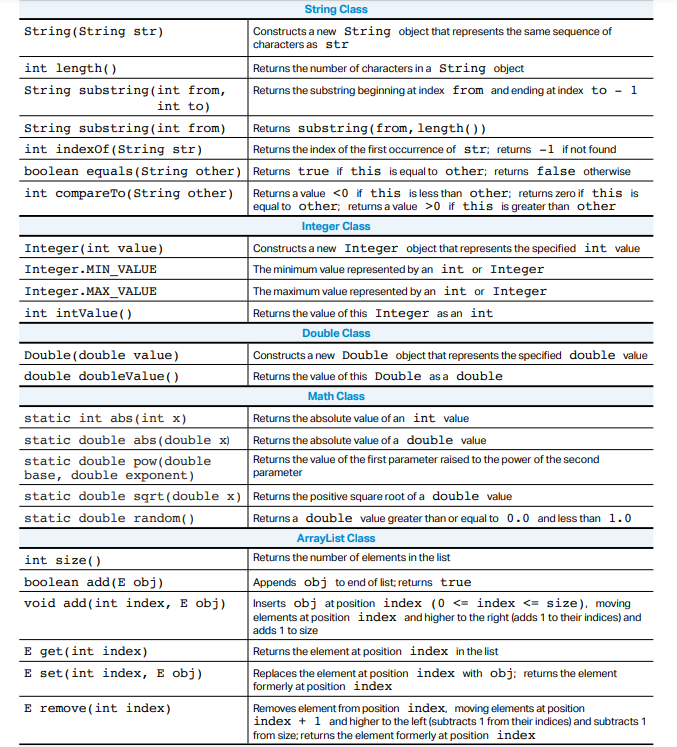 String Class
String(String str)
Constructs a new String object that represents the same sequence of
characters as str
int length()
Returns the number of characters in a String object
String substring(int from,
int to)
Returns the substring beginning at index from and ending at index to - 1
String substring(int from)
Returns substring(from, length())
int indexOf(String str)
Returns the index of the first occurrence of str; returns -1 if not found
boolean equals(String other)
Returns true if this is equal to other; returns false otherwise
int compareTo(String other)
Returns a value <0 if this is less than other; returns zero if this is
equal to other; returns a value >0 if this is greater than other
Integer Class
Integer(int value)
Constructs a new Integer object that represents the specified int value
Integer.MIN_VALUE
The minimum value represented by an int or Integer
Integer.MAX_VALUE
The maximum value represented by an int or Integer
int intValue()
Returns the value of this Integer as an int
Double Class
Double(double value)
Constructs a new Double object that represents the specified double value
double doubleValue()
Returns the value of this Double as a double
Math Class
static int abs(int x)
Returns the absolute value of an int value
static double abs(double x)
Returns the absolute value of a double value
static double pow(double
base, double exponent)
Returns the value of the first parameter raised to the power of the second
parameter
static double sqrt(double x)
Returns the positive square root of a double value
static double random()
Returns a double value greater than or equal to 0.0 and less than 1.0
ArrayList Class
int size()
Returns the number of elements in the list
boolean add(E obj)
Appends obj to end of list; returns true
void add(int index, E obj)
Inserts obj at position index (0 <= index <= size), moving
elements at position index and higher to the right (adds 1 to their indices) and
adds 1 to size
E get(int index)
Returns the element at position index in the list
E set(int index, E obj)
Replaces the element at position index with obj; returns the element
formerly at position index
E remove(int index)
Removes element from position index, moving elements at position
index + 1 and higher to the left (subtracts 1 from their indices) and subtracts 1
from size; returns the element formerly at position index